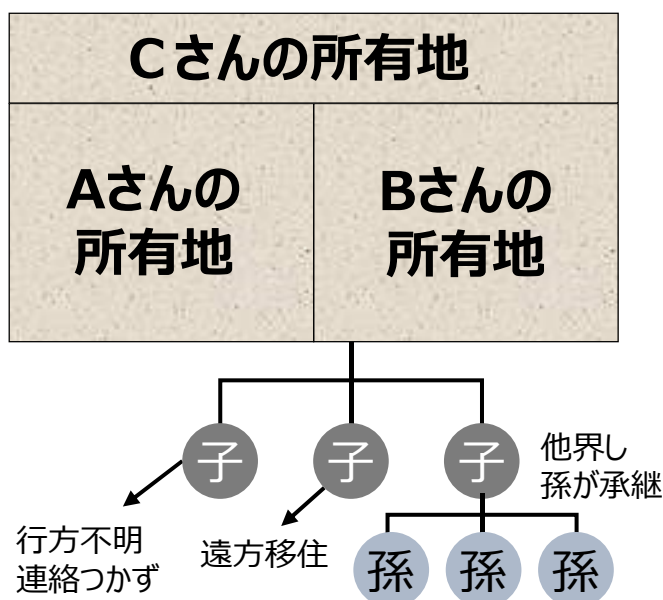 Cさんの所有地
Aさんの
所有地
Bさんの
所有地
子
子
子
他界し
孫が承継
行方不明
連絡つかず
遠方移住
孫
孫
孫